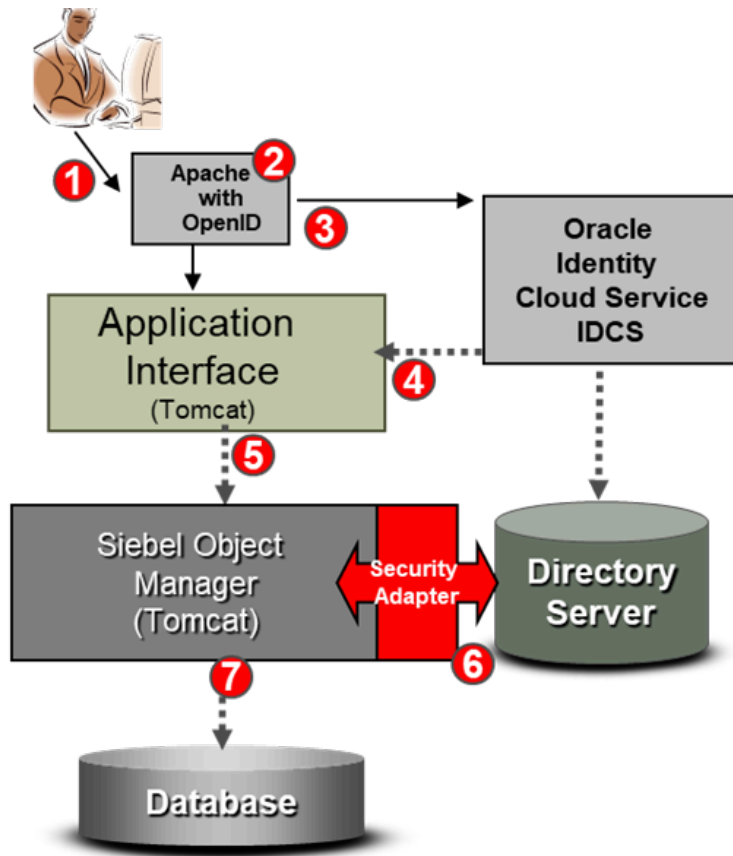 1
2
Apache
with
OpenID
3
Oracle
Identity
Cloud Service
IDCS
Application
Interface
(Tomcat)
4
5
Siebel Object
Manager
(Tomcat)
Security
Adapter
Directory
Server
6
7
Database